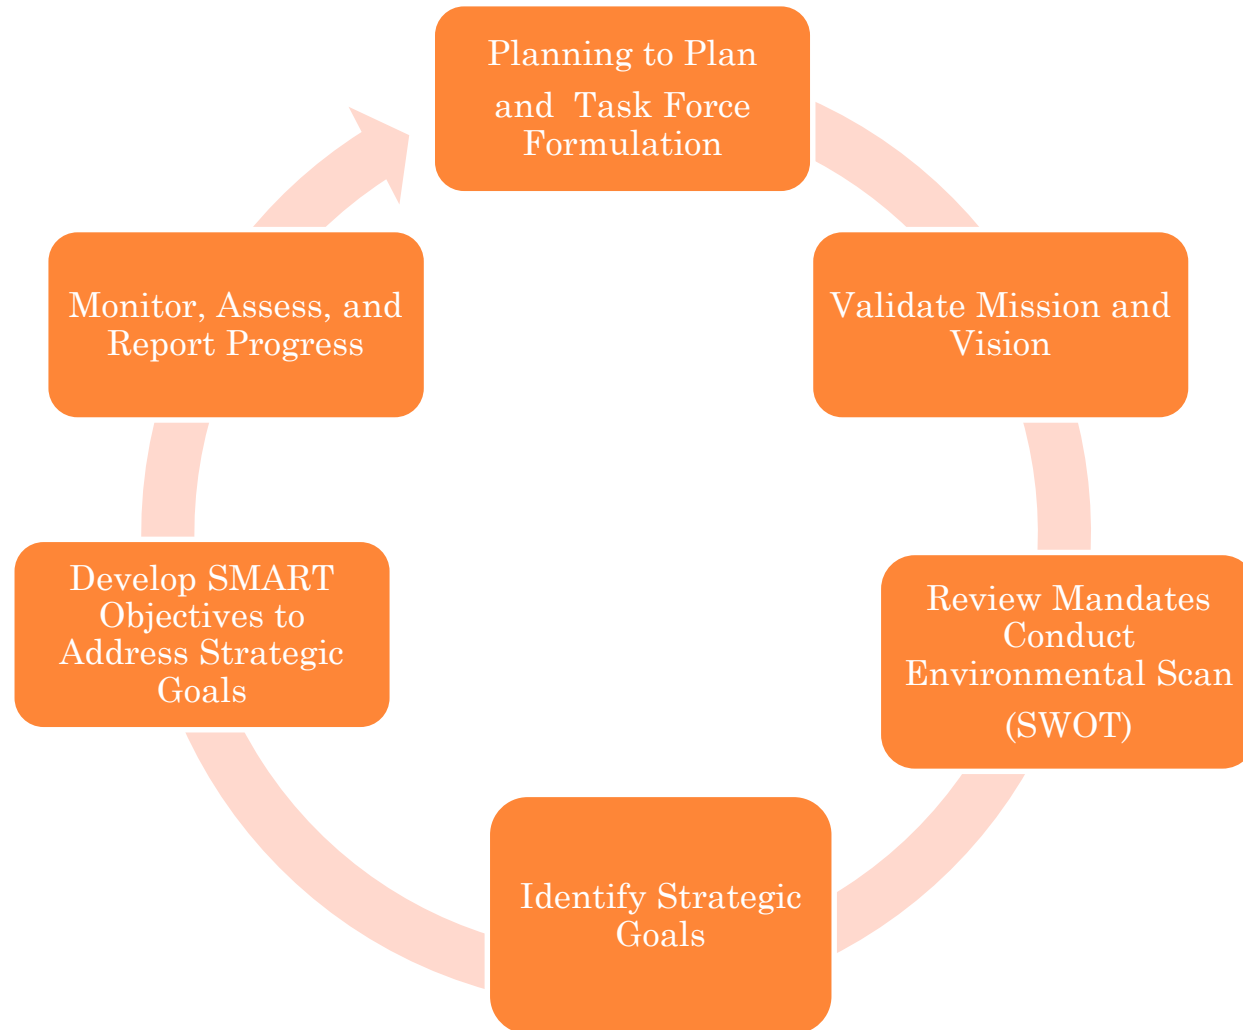 Planning to Plan
and  Task Force
Formulation
Validate Mission and
Vision
Review Mandates
Conduct
Environmental Scan
(SWOT)
Identify Strategic
Goals
Develop SMART
Objectives to
Address Strategic
Goals
Monitor, Assess, and
Report Progress